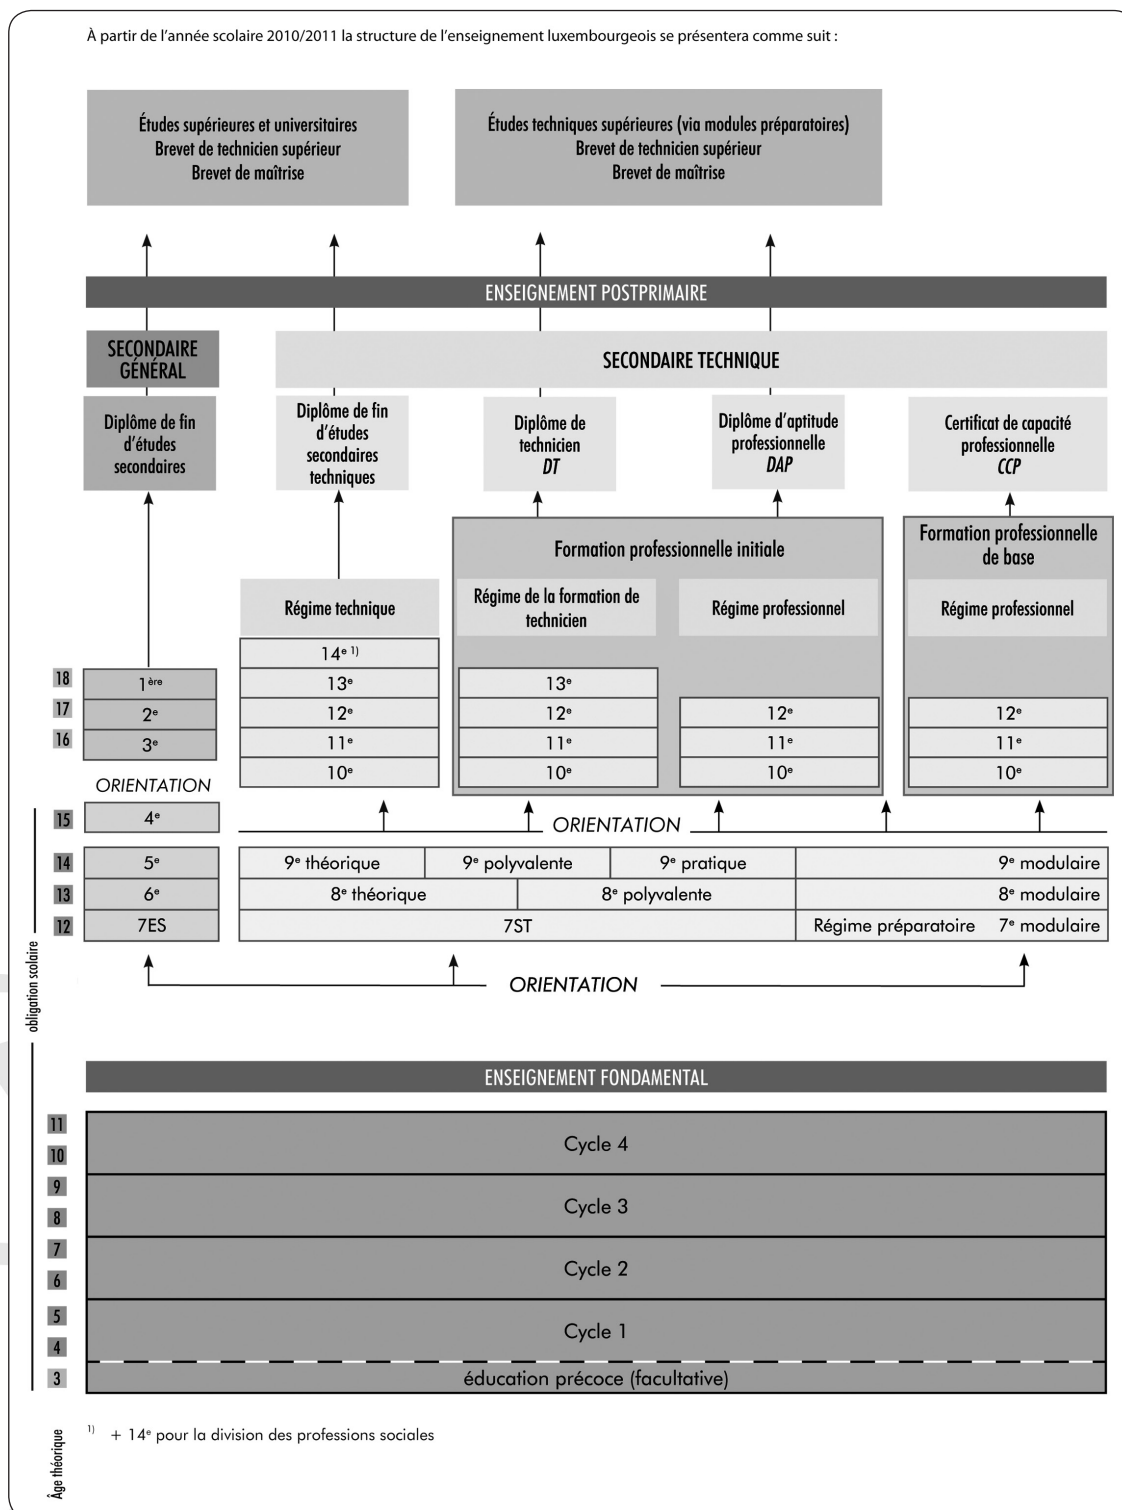 À partir de l'année scolaire 2010/2011 la structure de l'enseignement luxembourgeois se présentera comme suit :
Études supérieures et universitaires
Brevet de technicien supérieur
Brevet de maîtrise
Études techniques supérieures (via modules préparatoires)
Brevet de technicien supérieur
Brevet de maîtrise
ENSEIGNEMENT POSTPRIMAIRE
SECONDAIRE
GÉNÉRAL
SECONDAIRE TECHNIQUE
Diplôme de fin
d'études
secondaires
Diplôme de fin
d'études
secondaires
techniques
Diplôme de
technicien
DT
Diplôme d'aptitude
professionnelle
DAP
Certificat de capacité
professionnelle
CCP
Formation professionnelle initiale
Formation professionnelle
de base
Régime technique
Régime de la formation de
technicien
Régime professionnel
Régime professionnel
14e 1)
18 1ère 13e 13e
17 2e 12e 12e 12e 12e
16 3e 11e 11e 11e 11e
10e 10e 10e 10e
ORIENTATION
15 4e
ORIENTATION
14 5e 9e théorique 9e polyvalente 9e pratique 9e modulaire
13 6e 8e théorique 8e polyvalente 8e modulaire
12 7ES 7ST Régime préparatoire 7e modulaire
ORIENTATION
obligation scolaire
ENSEIGNEMENT FONDAMENTAL
11
Cycle 4
10
9
Cycle 3
8
7
Cycle 2
6
5
Cycle 1
4
3 éducation précoce (facultative)
1) + 14e pour la division des professions sociales
Âge théorique